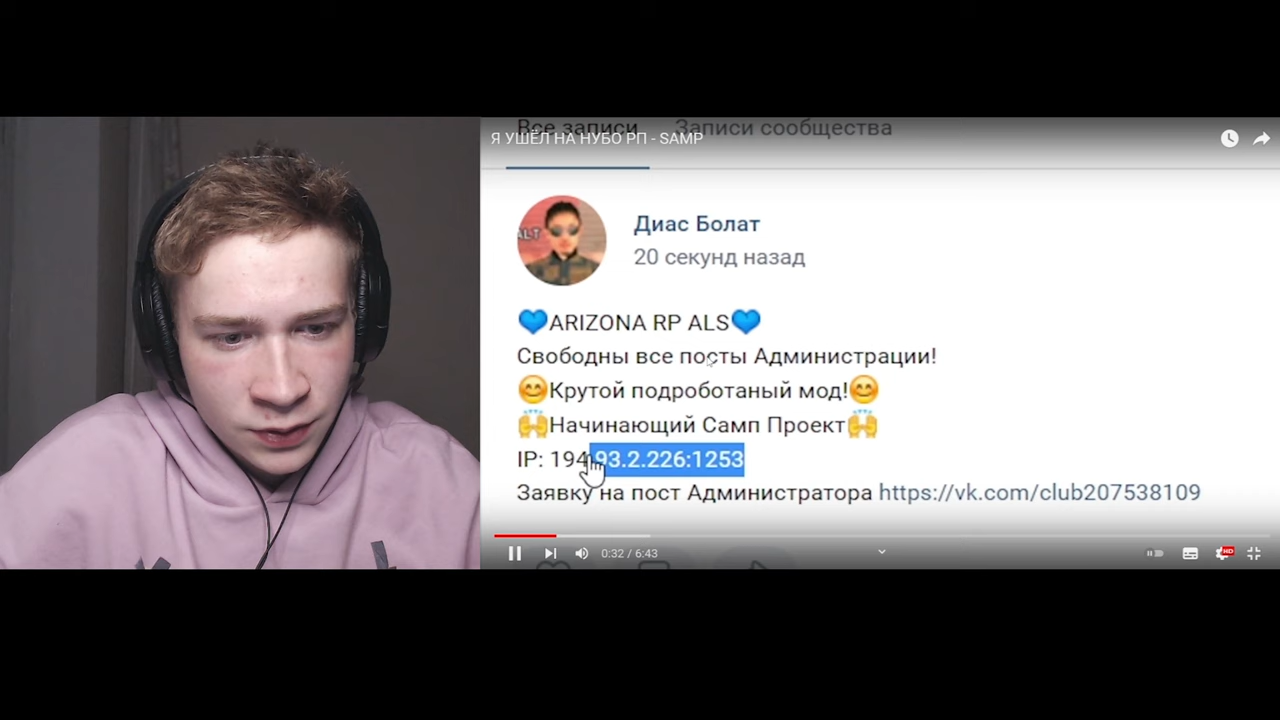 Все записи Записи сообщества
Я УШЁЛ НА НУБО РП - SAMP
ALT
Диас Болат
20 секунд назад
💙ARIZONA RP ALS💙
Свободны все посты Администрации!
😊Крутой подроботаный мод!😊
🙌Начинающий Самп Проект🙌
IP: 194.93.2.226:1253
Заявку на пост Администратора https://vk.com/club207538109
0:32 / 6:43
HD